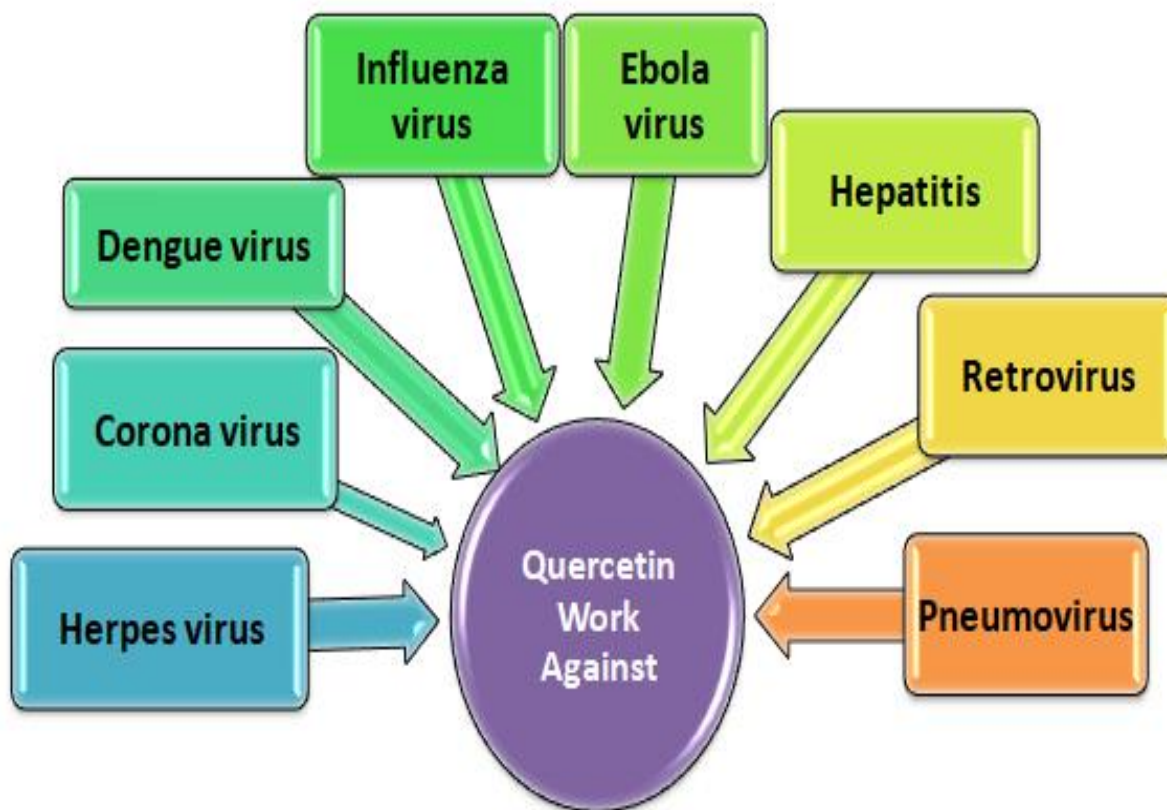 Influenza
virus
Ebola
virus
Hepatitis
Dengue virus
Retrovirus
Corona virus
Pneumovirus
Herpes virus
Quercetin
Work
Against